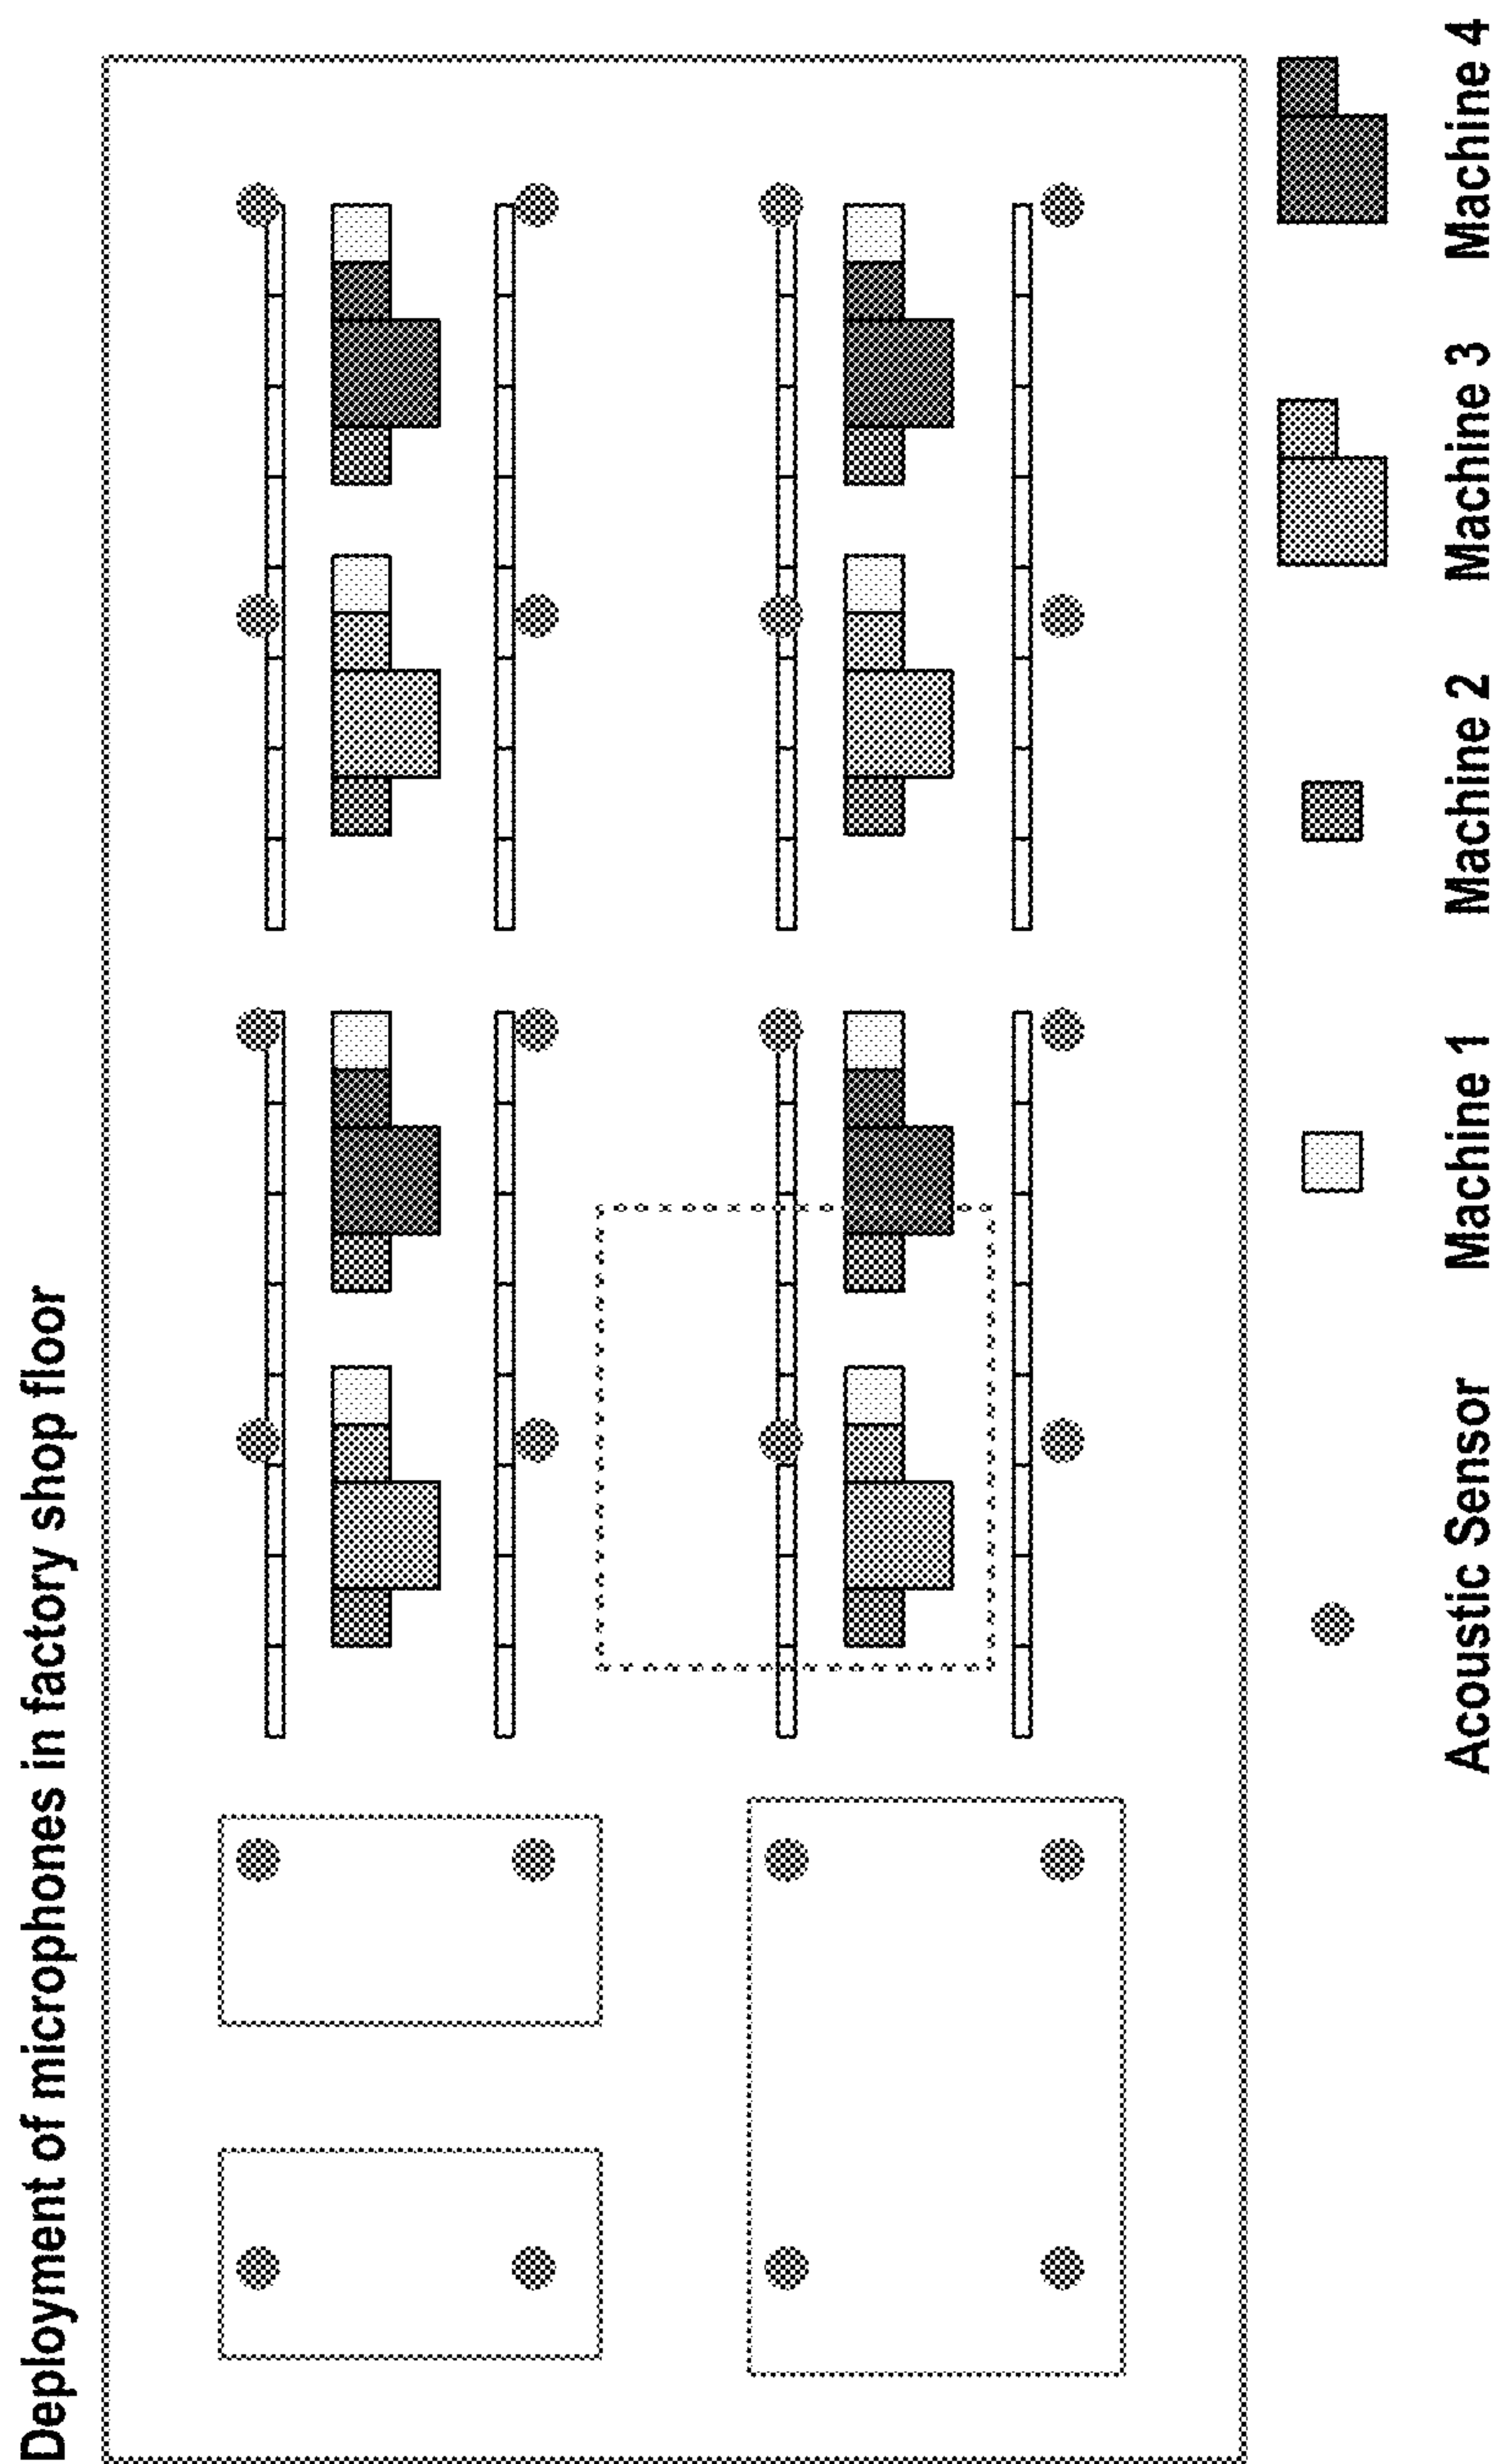 Deployment of microphones in factory shop floor
Acoustic Sensor
Machine 1
Machine 2
Machine 3
Machine 4